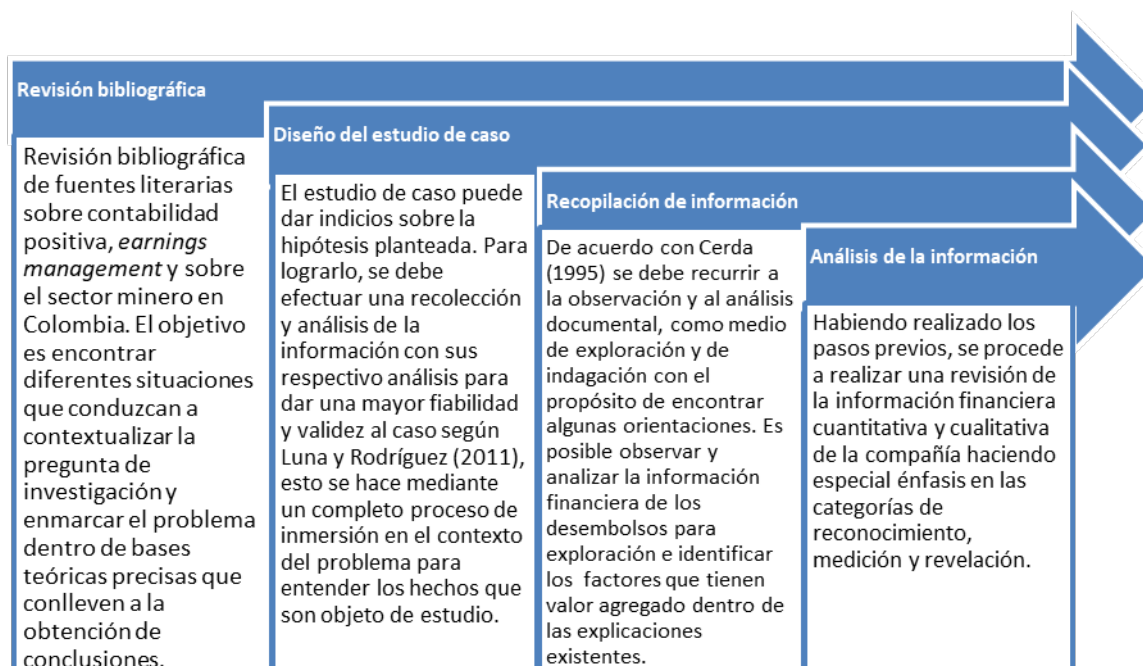 Revisión bibliográfica
Revisión bibliográfica
de fuentes literarias
sobre contabilidad
positiva, earnings
management y sobre
el sector minero en
Colombia. El objetivo
es encontrar
diferentes situaciones
que conduzcan a
contextualizar la
pregunta de
investigación y
enmarcar el problema
dentro de bases
teóricas precisas que
conlleven a la
obtención de
conclusiones.
Diseño del estudio de caso
El estudio de caso puede
dar indicios sobre la
hipótesis planteada. Para
lograrlo, se debe
efectuar una recolección
y análisis de la
información con sus
respectivo análisis para
dar una mayor fiabilidad
y validez al caso según
Luna y Rodríguez (2011),
esto se hace mediante
un completo proceso de
inmersión en el contexto
del problema para
entender los hechos que
son objeto de estudio.
Recopilación de información
De acuerdo con Cerda
(1995) se debe recurrir a
la observación y al análisis
documental, como medio
de exploración y de
indagación con el
propósito de encontrar
algunas orientaciones. Es
posible observar y
analizar la información
financiera de los
desembolsos para
exploración e identificar
los factores que tienen
valor agregado dentro de
las explicaciones
existentes.
Análisis de la información
Habiendo realizado los
pasos previos, se procede
a realizar una revisión de
la información financiera
cuantitativa y cualitativa
de la compañía haciendo
especial énfasis en las
categorías de
reconocimiento,
medición y revelación.